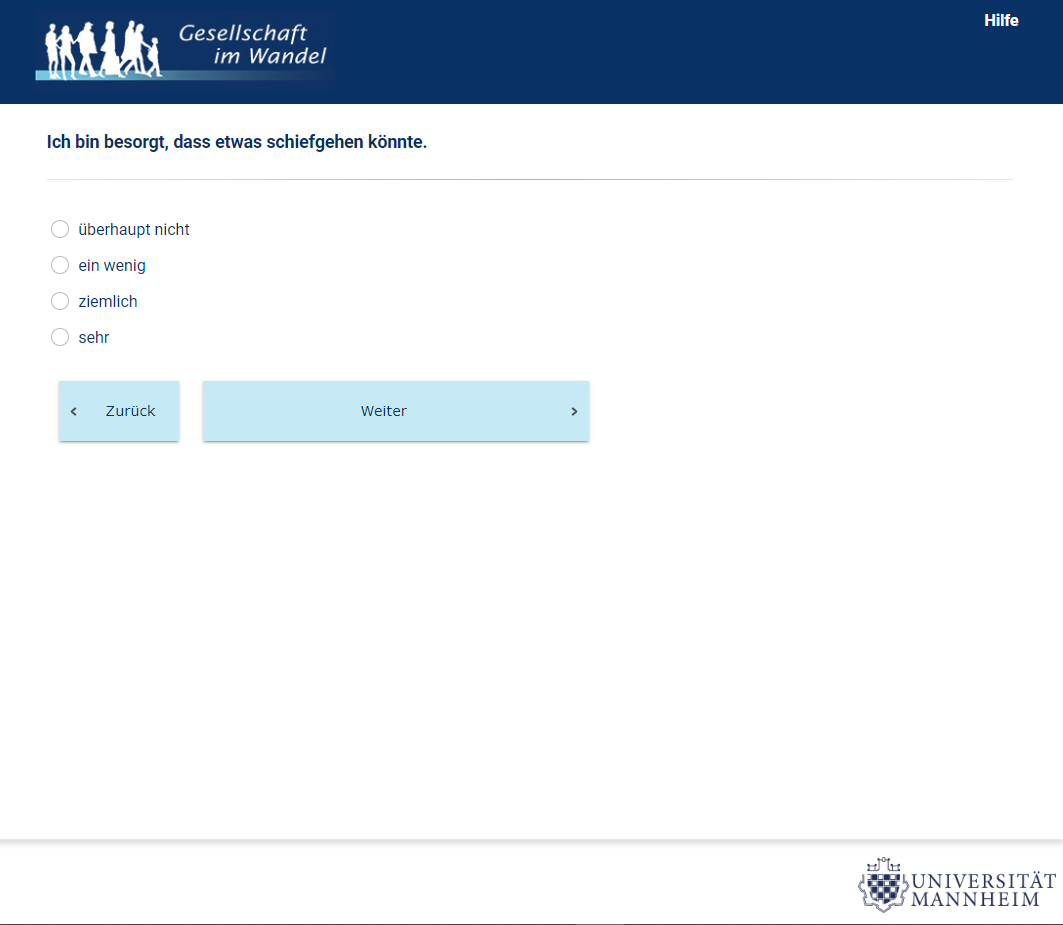 Gesellschaft
im Wandel
Hilfe
Ich bin besorgt, dass etwas schiefgehen könnte.
überhaupt nicht
ein wenig
ziemlich
sehr
‹ Zurück
Weiter ›
UNIVERSITÄT
MANNHEIM